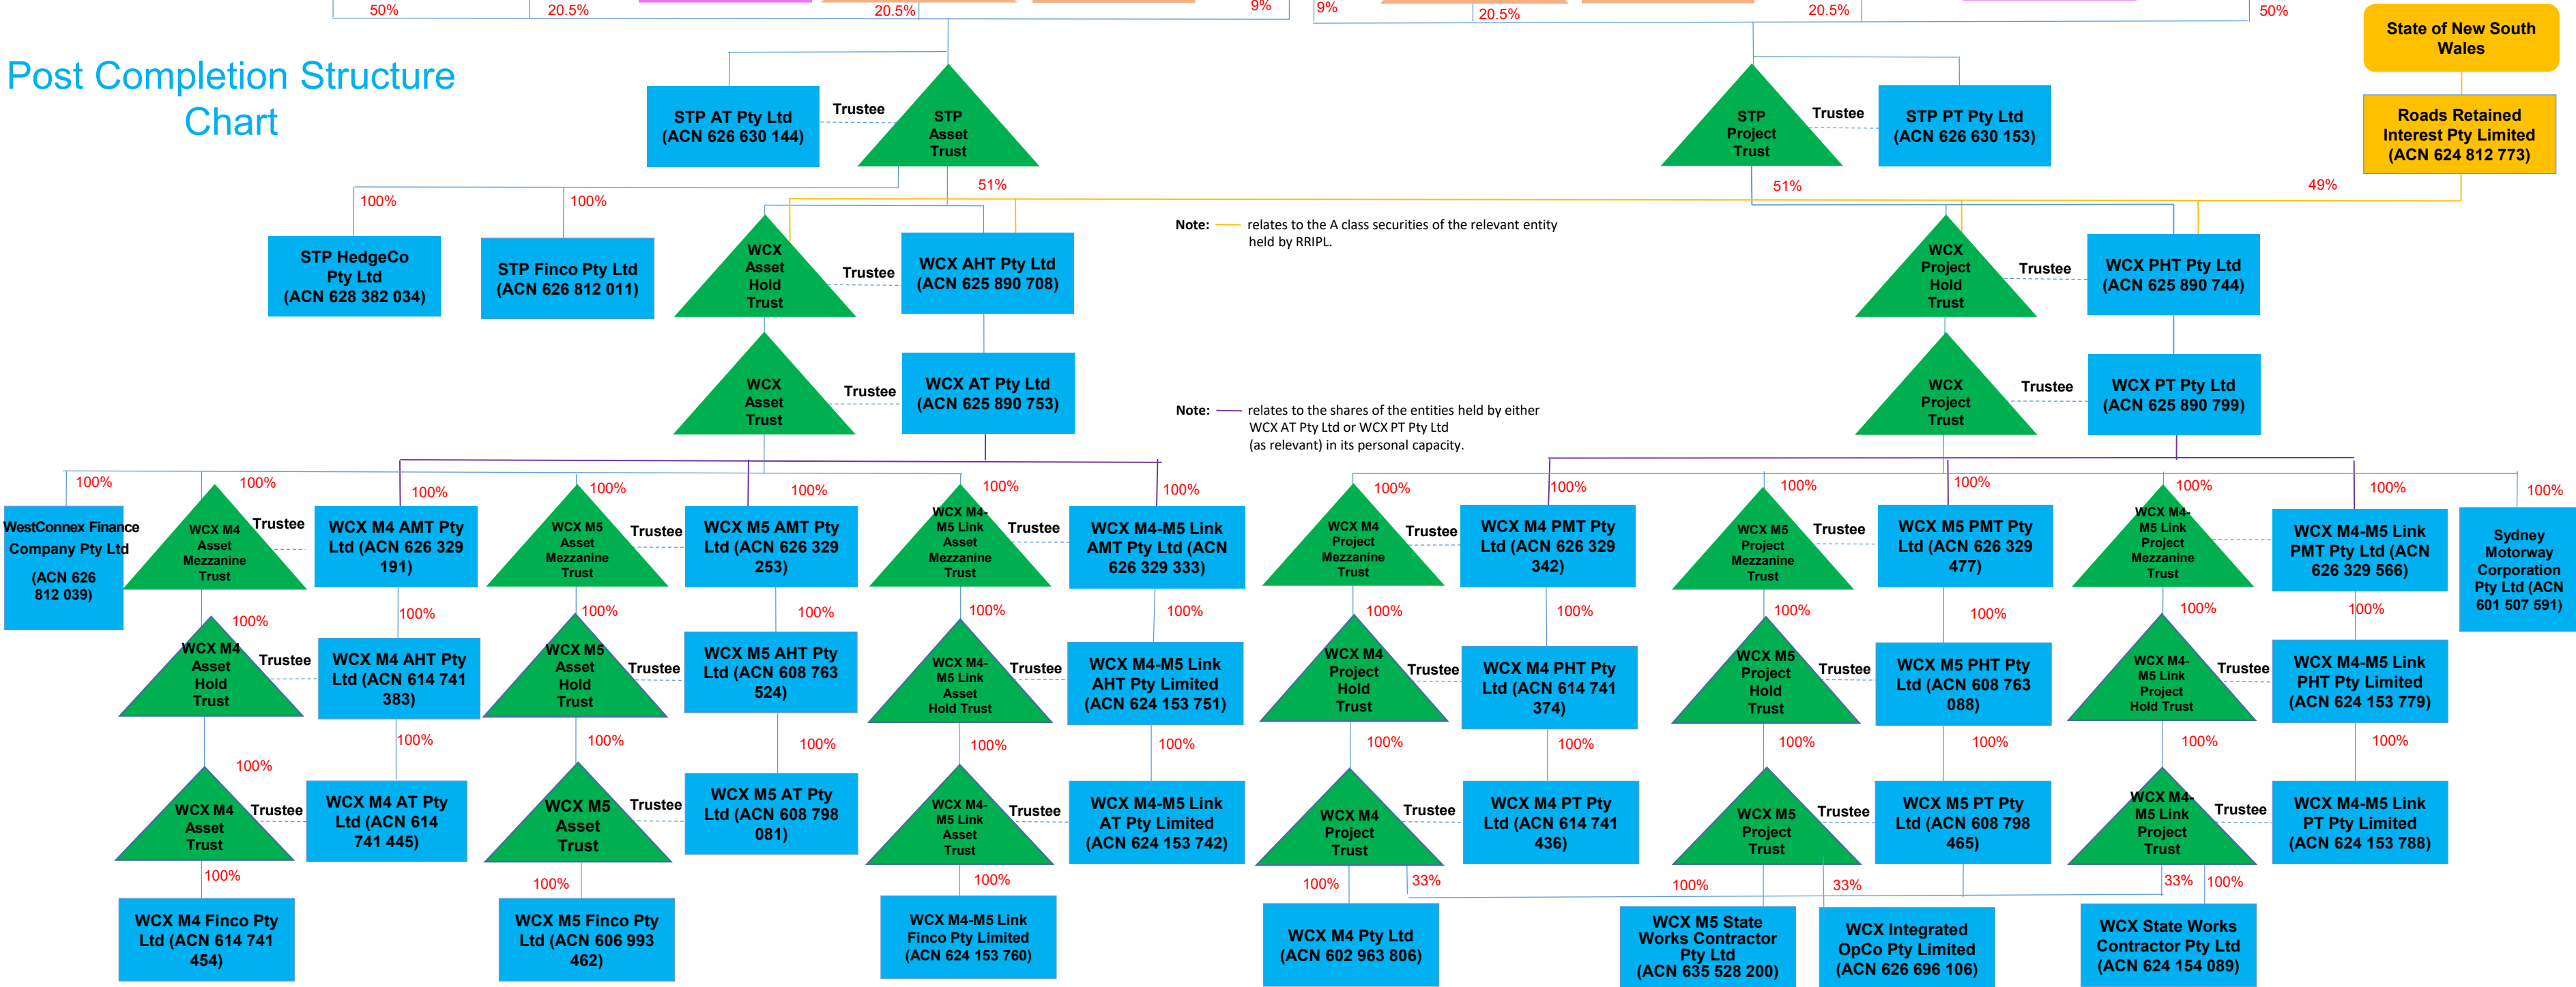 50%
20.5%
20.5%
9%
9%
20.5%
20.5%
50%
State of New South
Wales
Post Completion Structure
Chart
STP AT Pty Ltd
(ACN 626 630 144)
Trustee
STP
Asset
Trust
STP
Project
Trust
Trustee
STP PT Pty Ltd
(ACN 626 630 153)
Roads Retained
Interest Pty Limited
(ACN 624 812 773)
51%
51%
49%
100%
100%
STP HedgeCo
Pty Ltd
(ACN 628 382 034)
STP Finco Pty Ltd
(ACN 626 812 011)
WCX
Asset
Hold
Trust
Trustee
WCX AHT Pty Ltd
(ACN 625 890 708)
Note: relates to the A class securities of the relevant entity
held by RRIPL.
WCX
Project
Hold
Trust
Trustee
WCX PHT Pty Ltd
(ACN 625 890 744)
WCX
Asset
Trust
Trustee
WCX AT Pty Ltd
(ACN 625 890 753)
Note: relates to the shares of the entities held by either
WCX AT Pty Ltd or WCX PT Pty Ltd
(as relevant) in its personal capacity.
WCX
Project
Trust
Trustee
WCX PT Pty Ltd
(ACN 625 890 799)
100%
100%
100%
100%
100%
100%
100%
100%
100%
100%
100%
100%
100%
100%
WestConnex Finance
Company Pty Ltd
(ACN 626
812 039)
WCX M4
Asset
Mezzanine
Trust
Trustee
WCX M4 AMT Pty
Ltd (ACN 626 329
191)
WCX M5
Asset
Mezzanine
Trust
Trustee
WCX M5 AMT Pty
Ltd (ACN 626 329
253)
WCX M4-
M5 Link
Asset
Mezzanine
Trust
Trustee
WCX M4-M5 Link
AMT Pty Ltd (ACN
626 329 333)
WCX M4
Project
Mezzanine
Trust
Trustee
WCX M4 PMT Pty
Ltd (ACN 626 329
342)
WCX M5
Project
Mezzanine
Trust
Trustee
WCX M5 PMT Pty
Ltd (ACN 626 329
477)
WCX M4-
M5 Link
Project
Mezzanine
Trust
WCX M4-M5 Link
PMT Pty Ltd (ACN
626 329 566)
Sydney
Motorway
Corporation
Pty Ltd (ACN
601 507 591)
100%
100%
100%
100%
100%
100%
100%
100%
100%
100%
100%
100%
WCX M4
Asset
Hold
Trust
Trustee
WCX M4 AHT Pty
Ltd (ACN 614 741
383)
WCX M5
Asset
Hold
Trust
Trustee
WCX M5 AHT Pty
Ltd (ACN 608 763
524)
WCX M4-
M5 Link
Asset
Hold Trust
Trustee
WCX M4-M5 Link
AHT Pty Limited
(ACN 624 153 751)
WCX M4
Project
Hold
Trust
Trustee
WCX M4 PHT Pty
Ltd (ACN 614 741
374)
WCX M5
Project
Hold
Trust
Trustee
WCX M5 PHT Pty
Ltd (ACN 608 763
088)
WCX M4-
M5 Link
Project
Hold Trust
Trustee
WCX M4-M5 Link
PHT Pty Limited
(ACN 624 153 779)
100%
100%
100%
100%
100%
100%
100%
100%
100%
100%
100%
100%
WCX M4
Asset
Trust
Trustee
WCX M4 AT Pty
Ltd (ACN 614
741 445)
WCX M5
Asset
Trust
Trustee
WCX M5 AT Pty
Ltd (ACN 608 798
081)
WCX M4-
M5 Link
Asset
Trust
Trustee
WCX M4-M5 Link
AT Pty Limited
(ACN 624 153 742)
WCX M4
Project
Trust
Trustee
WCX M4 PT Pty
Ltd (ACN 614 741
436)
WCX M5
Project
Trust
Trustee
WCX M5 PT Pty
Ltd (ACN 608 798
465)
WCX M4-
M5 Link
Project
Trust
Trustee
WCX M4-M5 Link
PT Pty Limited
(ACN 624 153 788)
100%
100%
100%
100%
33%
100%
33%
33%
100%
WCX M4 Finco Pty
Ltd (ACN 614 741
454)
WCX M5 Finco Pty
Ltd (ACN 606 993
462)
WCX M4-M5 Link
Finco Pty Limited
(ACN 624 153 760)
WCX M4 Pty Ltd
(ACN 602 963 806)
WCX M5 State
Works Contractor
Pty Ltd
(ACN 635 528 200)
WCX Integrated
OpCo Pty Limited
(ACN 626 696 106)
WCX State Works
Contractor Pty Ltd
(ACN 624 154 089)